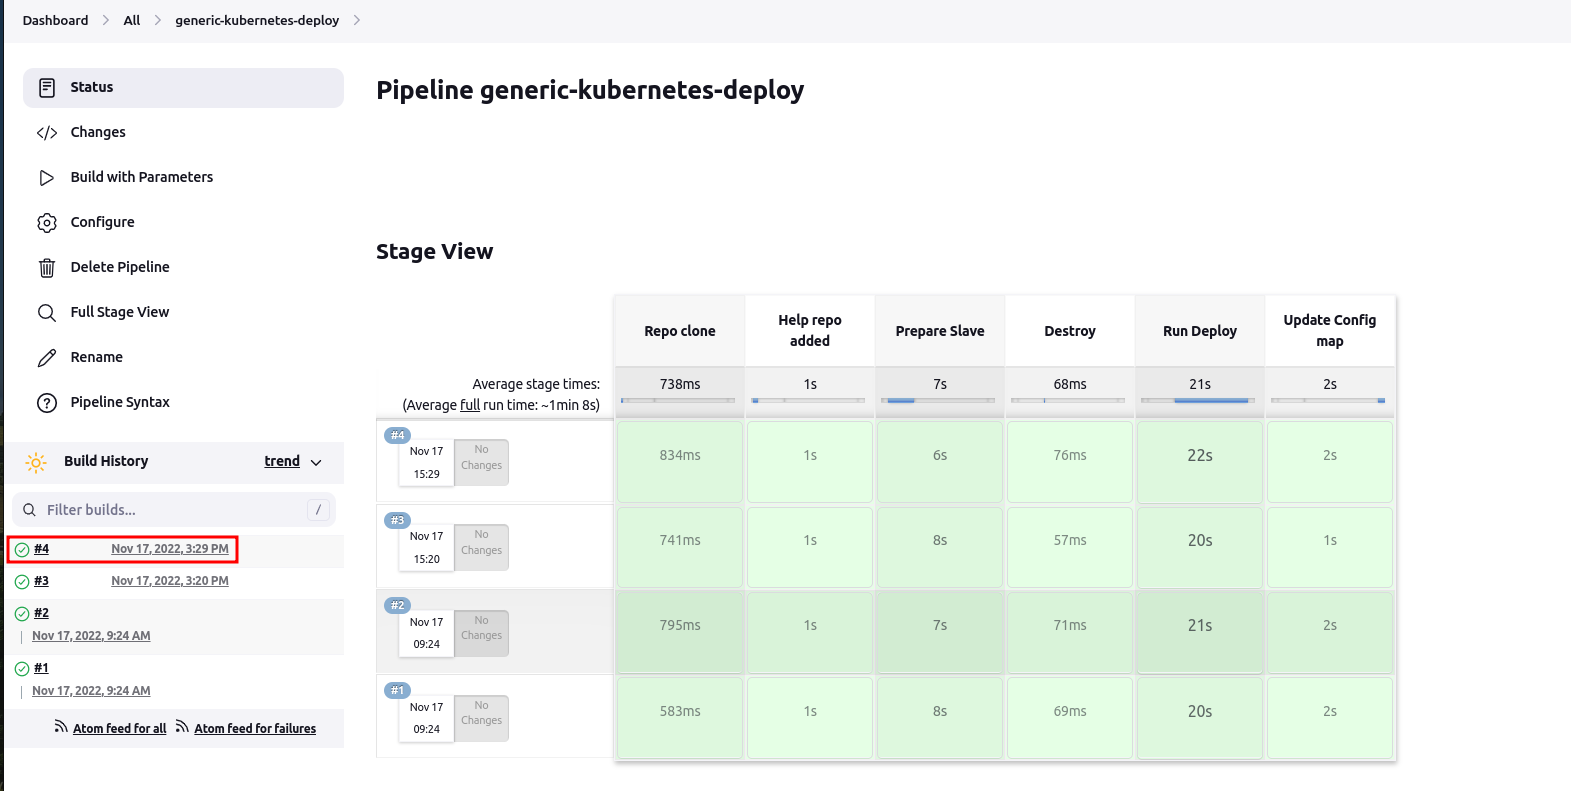 Dashboard > All > generic-kubernetes-deploy >
Status
Changes
Build with Parameters
Configure
Delete Pipeline
Full Stage View
Rename
Pipeline Syntax
Build History trend
Filter builds... /
#4 Nov 17, 2022, 3:29 PM
#3 Nov 17, 2022, 3:20 PM
#2
Nov 17, 2022, 9:24 AM
#1
Nov 17, 2022, 9:24 AM
Atom feed for all Atom feed for failures
Pipeline generic-kubernetes-deploy
Stage View
Repo clone
Help repo
added
Prepare Slave
Destroy
Run Deploy
Update Config
map
Average stage times:
(Average full run time: ~1min 8s)
738ms 1s 7s 68ms 21s 2s
#4
Nov 17
15:29
No
Changes
834ms 1s 6s 76ms 22s 2s
#3
Nov 17
15:20
No
Changes
741ms 1s 8s 57ms 20s 1s
#2
Nov 17
09:24
No
Changes
795ms 1s 7s 71ms 21s 2s
#1
Nov 17
09:24
No
Changes
583ms 1s 8s 69ms 20s 2s